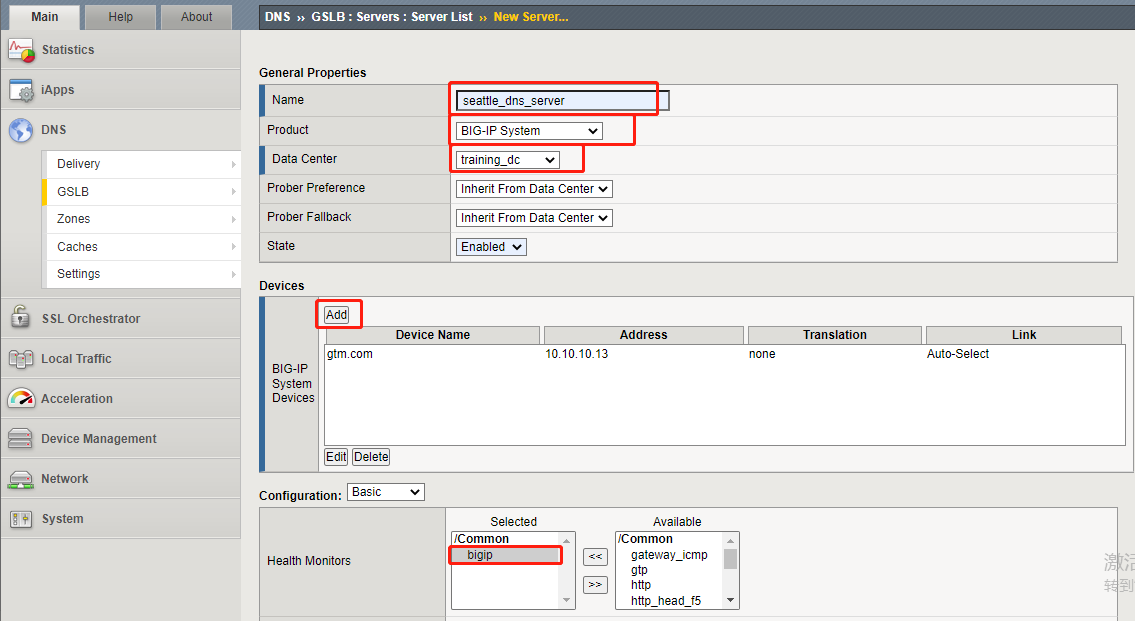 Main Help About
DNS ›› GSLB : Servers : Server List ›› New Server...
Statistics
iApps
DNS
Delivery
GSLB
Zones
Caches
Settings
SSL Orchestrator
Local Traffic
Acceleration
Device Management
Network
System
General Properties
Name seattle_dns_server
Product BIG-IP System
Data Center training_dc
Prober Preference Inherit From Data Center
Prober Fallback Inherit From Data Center
State Enabled
Devices
BIG-IP
System
Devices
Add
Device Name Address Translation Link
gtm.com 10.10.10.13 none Auto-Select
Edit Delete
Configuration: Basic
Health Monitors
Selected Available
/Common /Common
bigip << gateway_icmp
gtp
>> http
http_head_f5
激活
转到